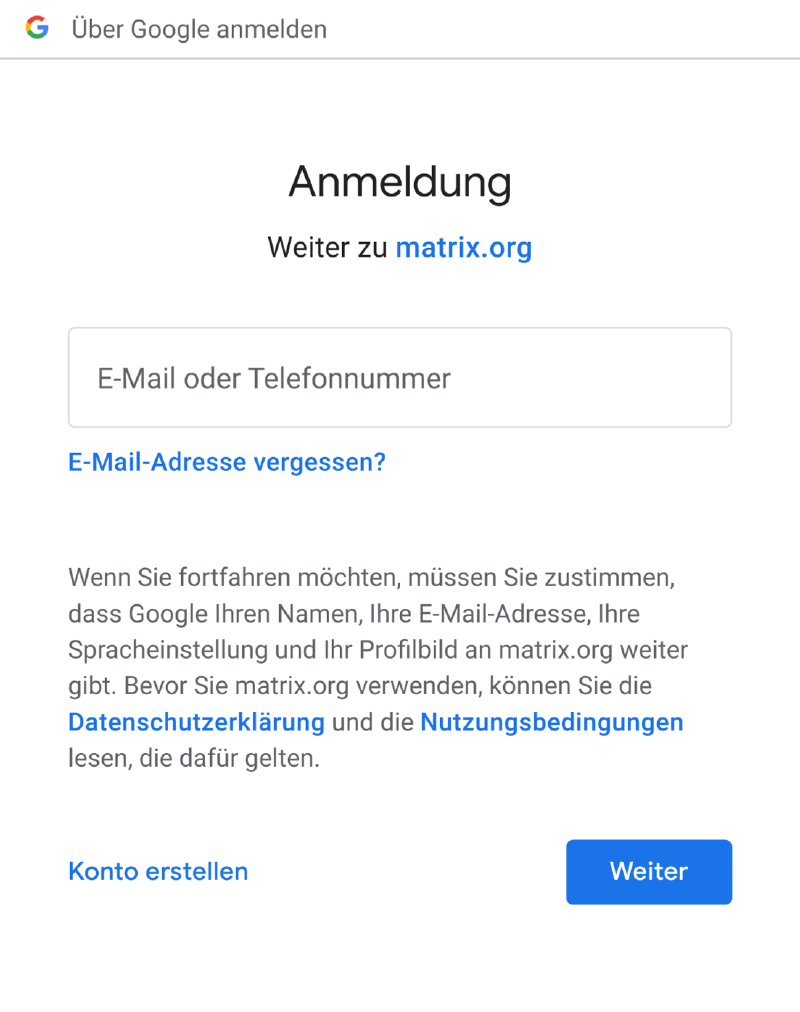 Über Google anmelden
Anmeldung
Weiter zu matrix.org
E-Mail oder Telefonnummer
E-Mail-Adresse vergessen?
Wenn Sie fortfahren möchten, müssen Sie zustimmen,
dass Google Ihren Namen, Ihre E-Mail-Adresse, Ihre
Spracheinstellung und Ihr Profilbild an matrix.org weiter
gibt. Bevor Sie matrix.org verwenden, können Sie die
Datenschutzerklärung und die Nutzungsbedingungen
lesen, die dafür gelten.
Konto erstellen
Weiter